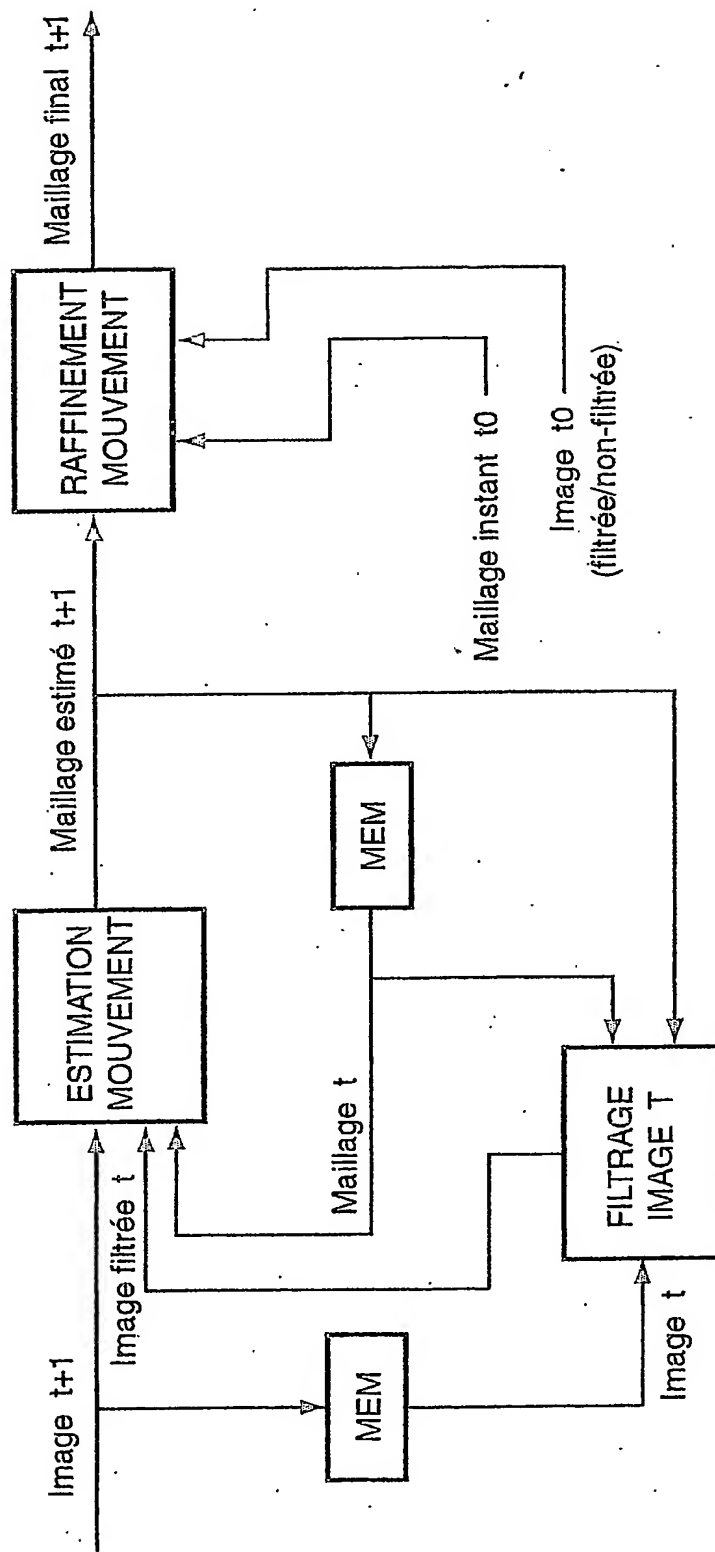 Image t+1
Image filtrée t
ESTIMATION
MOUVEMENT
Maillage estimé t+1
RAFFINEMENT
MOUVEMENT
Maillage final t+1
MEM
Maillage t
MEM
Maillage instant t0
Image t0
(filtrée/non-filtrée)
Image t
FILTRAGE
IMAGE T